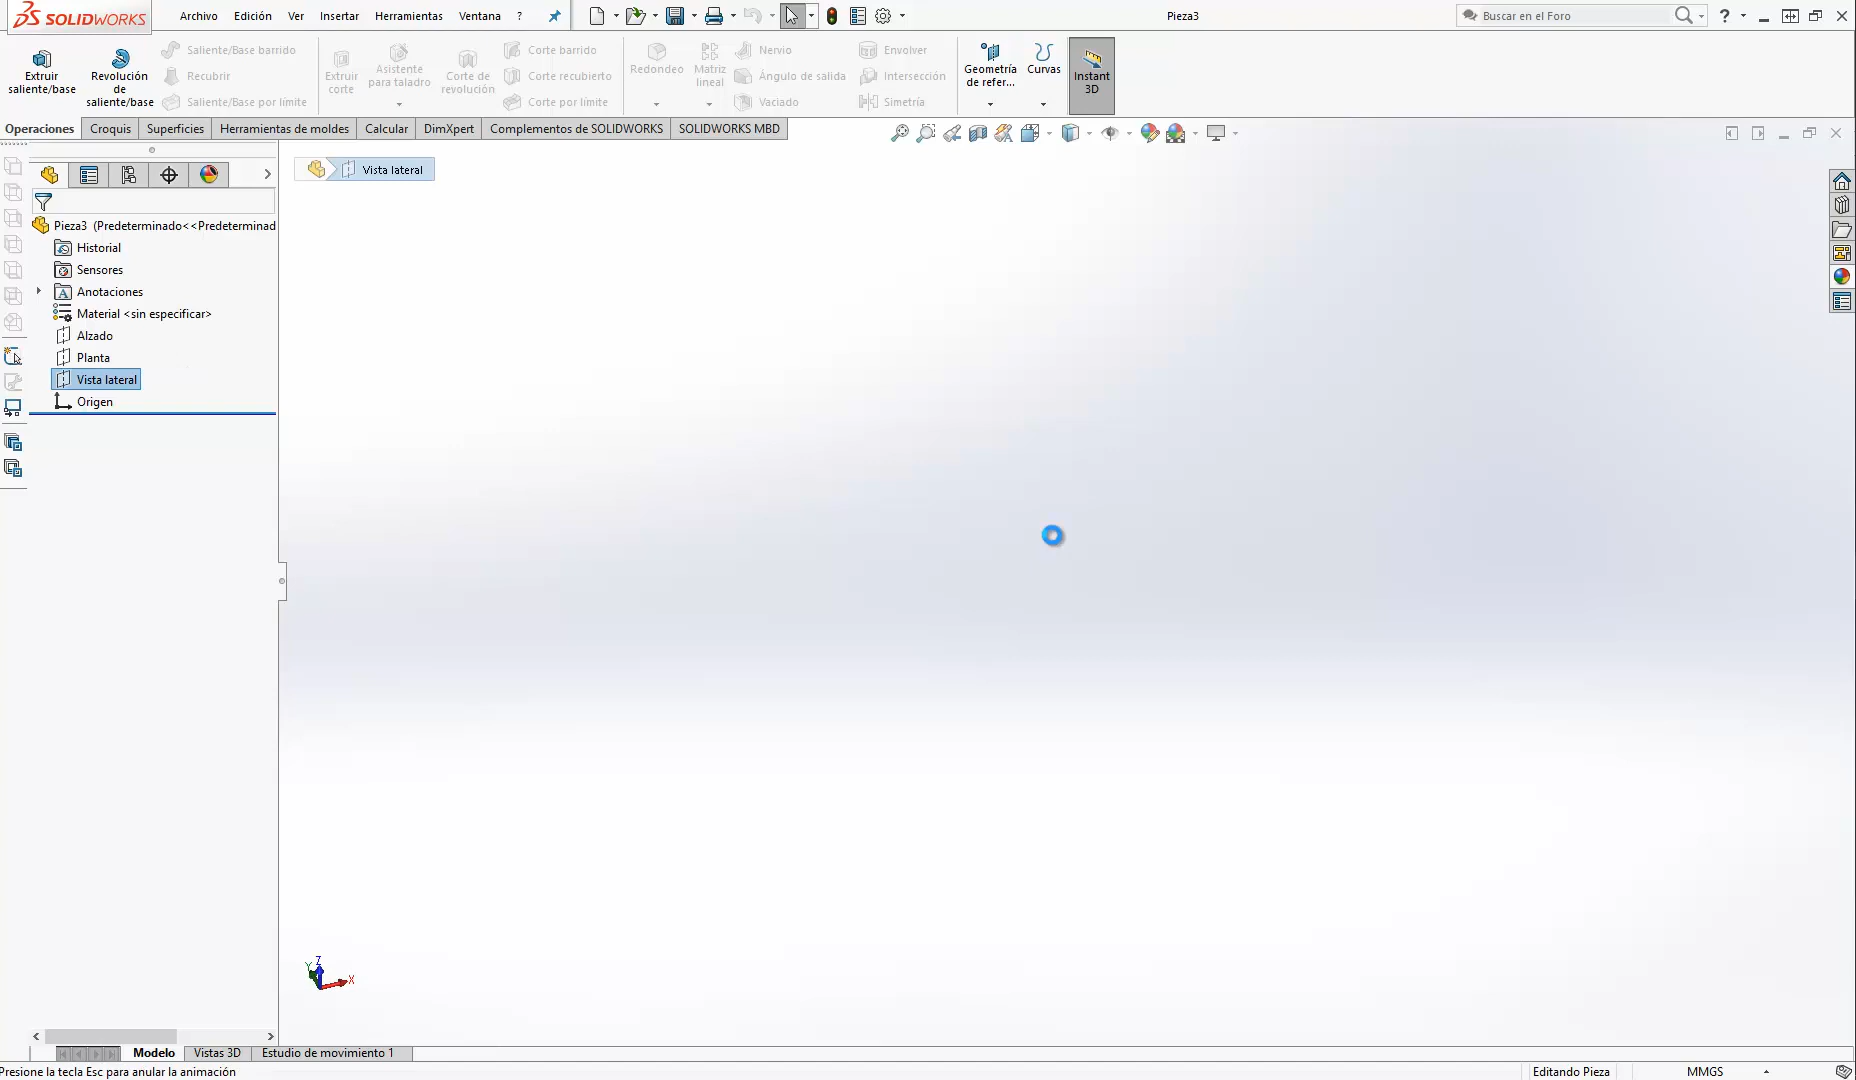 SOLIDWORKS
Archivo Edición Ver Insertar Herramientas Ventana ?
Pieza3
Buscar en el Foro
?
Extruir
saliente/base
Revolución
de
saliente/base
Saliente/Base barrido
Recubrir
Saliente/Base por límite
Extruir
corte
Asistente
para taladro
Corte de
revolución
Corte barrido
Corte recubierto
Corte por límite
Redondeo
Matriz
lineal
Nervio
Ángulo de salida
Vaciado
Envolver
Intersección
Simetría
Geometría
de refer...
Curvas
Instant
3D
Operaciones Croquis Superficies Herramientas de moldes Calcular DimXpert Complementos de SOLIDWORKS SOLIDWORKS MBD
Vista lateral
Pieza3 (Predeterminado<<Predeterminad
Historial
Sensores
Anotaciones
Material <sin especificar>
Alzado
Planta
Vista lateral
Origen
Z
Y
X
Modelo Vistas 3D Estudio de movimiento 1
Presione la tecla Esc para anular la animación
Editando Pieza
MMGS